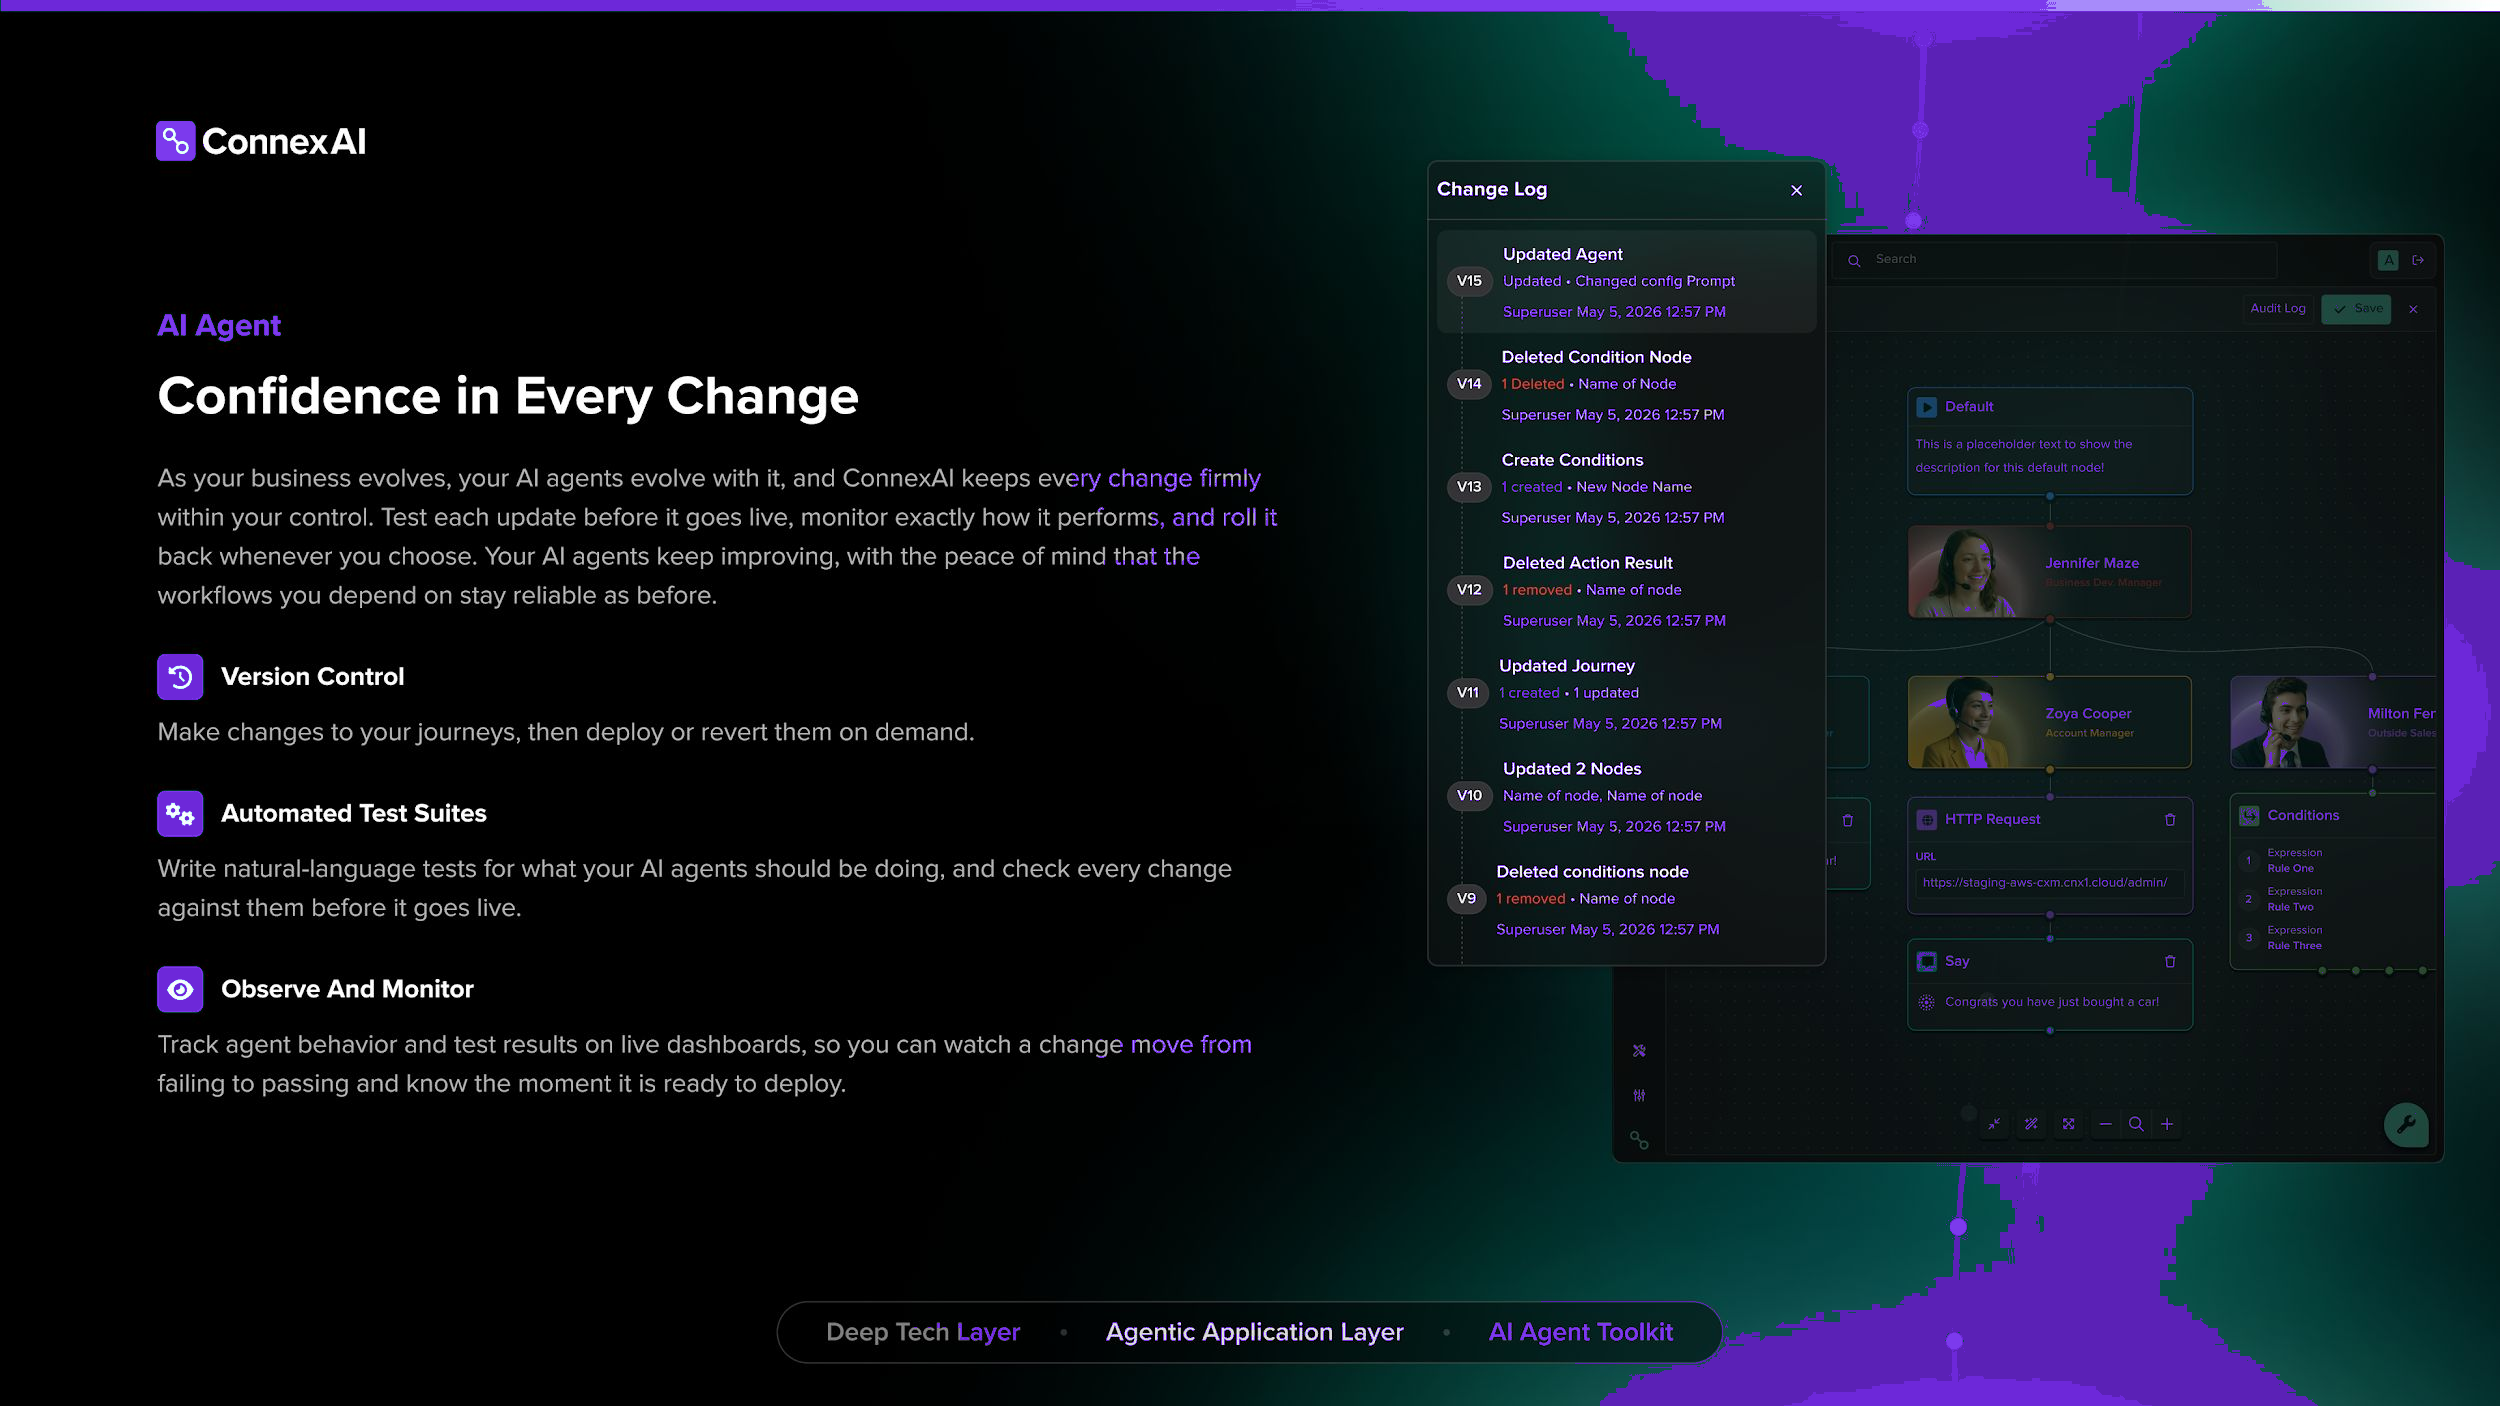 ConnexAI
AI Agent
Confidence in Every Change
As your business evolves, your AI agents evolve with it, and ConnexAI keeps every change firmly
within your control. Test each update before it goes live, monitor exactly how it performs, and roll it
back whenever you choose. Your AI agents keep improving, with the peace of mind that the
workflows you depend on stay reliable as before.
Version Control
Make changes to your journeys, then deploy or revert them on demand.
Automated Test Suites
Write natural-language tests for what your AI agents should be doing, and check every change
against them before it goes live.
Observe And Monitor
Track agent behavior and test results on live dashboards, so you can watch a change move from
failing to passing and know the moment it is ready to deploy.
Change Log
Updated Agent
V15
Updated • Changed config Prompt
Superuser May 5, 2026 12:57 PM
Deleted Condition Node
V14
1 Deleted • Name of Node
Superuser May 5, 2026 12:57 PM
Create Conditions
V13
1 created • New Node Name
Superuser May 5, 2026 12:57 PM
Deleted Action Result
V12
1 removed • Name of node
Superuser May 5, 2026 12:57 PM
Updated Journey
V11
1 created • 1 updated
Superuser May 5, 2026 12:57 PM
Updated 2 Nodes
V10
Name of node, Name of node
Superuser May 5, 2026 12:57 PM
Deleted conditions node
V9
1 removed • Name of node
Superuser May 5, 2026 12:57 PM
Search
A
Audit Log
Save
Default
This is a placeholder text to show the
description for this default node!
Jennifer Maze
Business Dev. Manager
Zoya Cooper
Account Manager
Milton Fer
Outside Sales
HTTP Request
URL
https://staging-aws-cxm.cnx1.cloud/admin/
Say
Congrats you have just bought a car!
Conditions
1 Expression
Rule One
2 Expression
Rule Two
3 Expression
Rule Three
Deep Tech Layer • Agentic Application Layer • AI Agent Toolkit